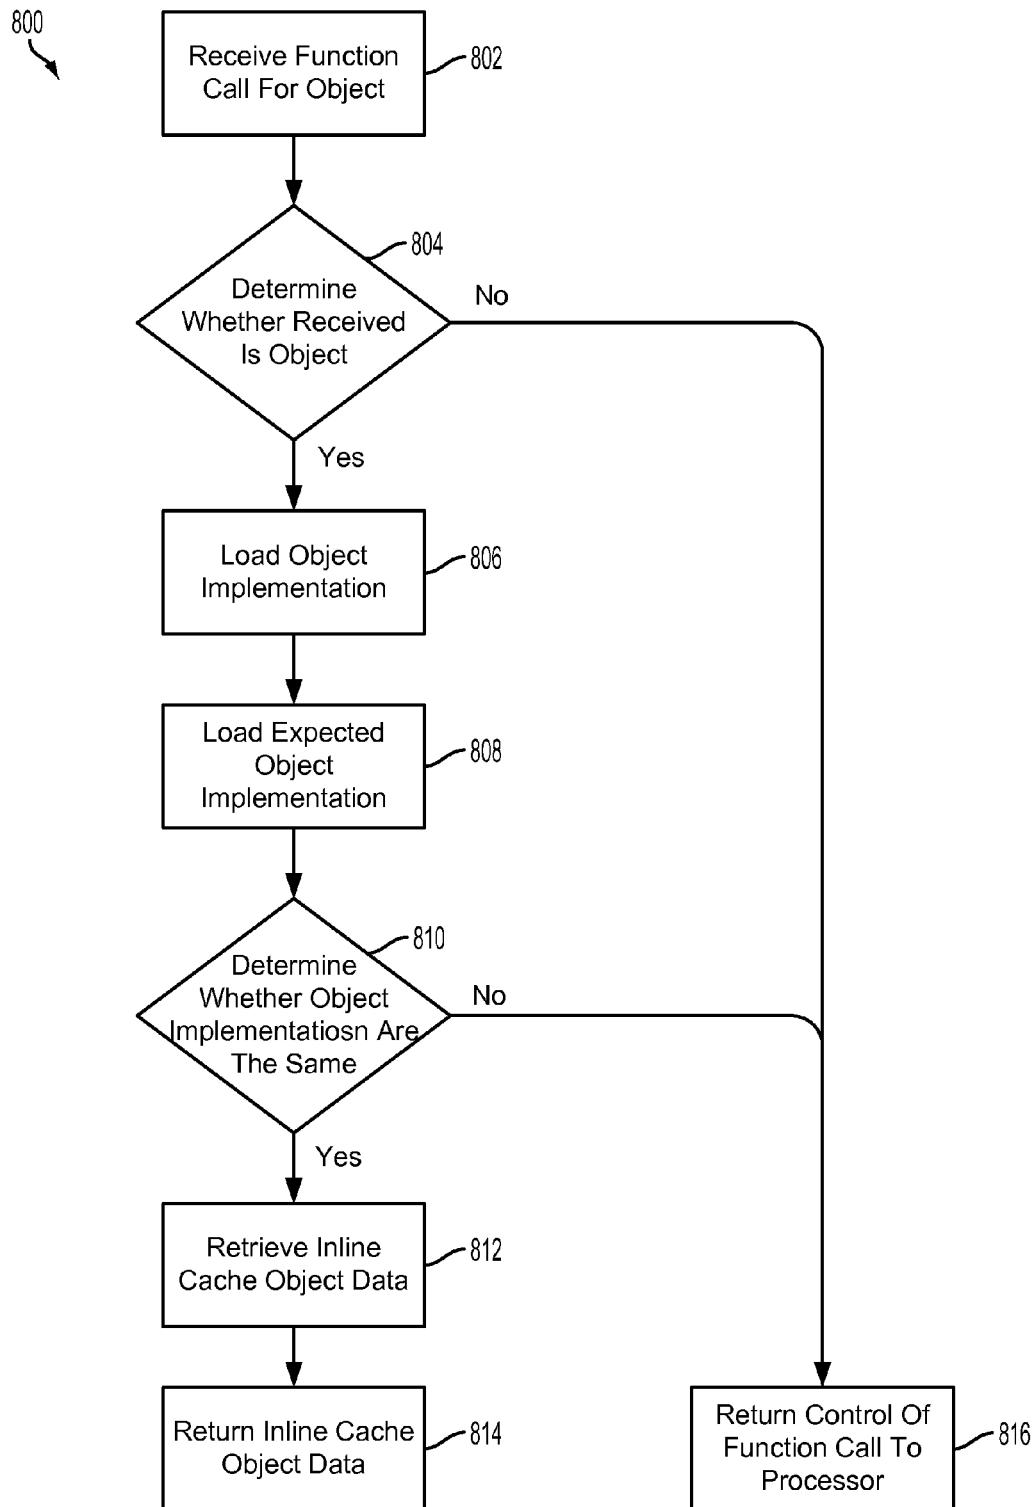 800
Receive Function
Call For Object
802
804
Determine
Whether Received
Is Object
No
Yes
Load Object
Implementation
806
Load Expected
Object
Implementation
808
810
Determine
Whether Object
Implementatiosn Are
The Same
No
Yes
Retrieve Inline
Cache Object Data
812
Return Inline Cache
Object Data
814
Return Control Of
Function Call To
Processor
816